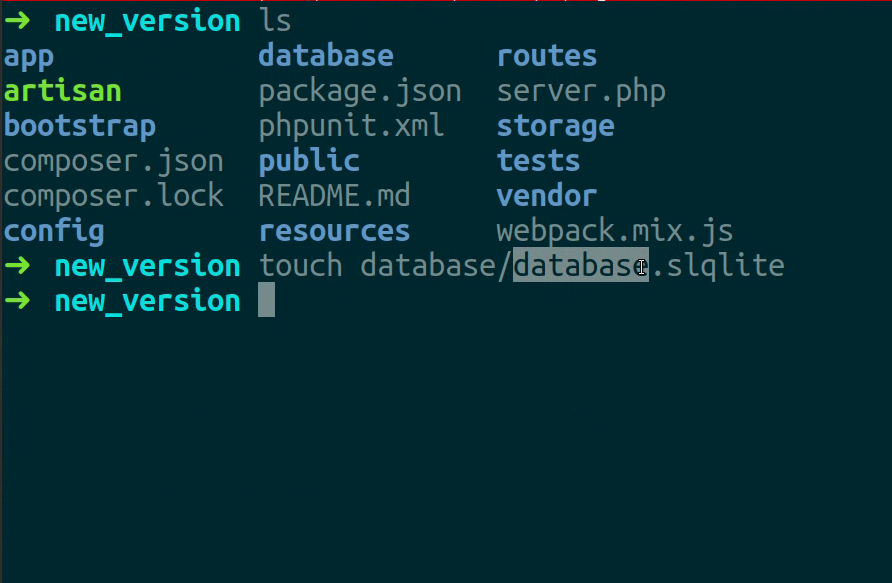 ➜ new_version ls
app database routes
artisan package.json server.php
bootstrap phpunit.xml storage
composer.json public tests
composer.lock README.md vendor
config resources webpack.mix.js
➜ new_version touch database/database.slqlite
➜ new_version